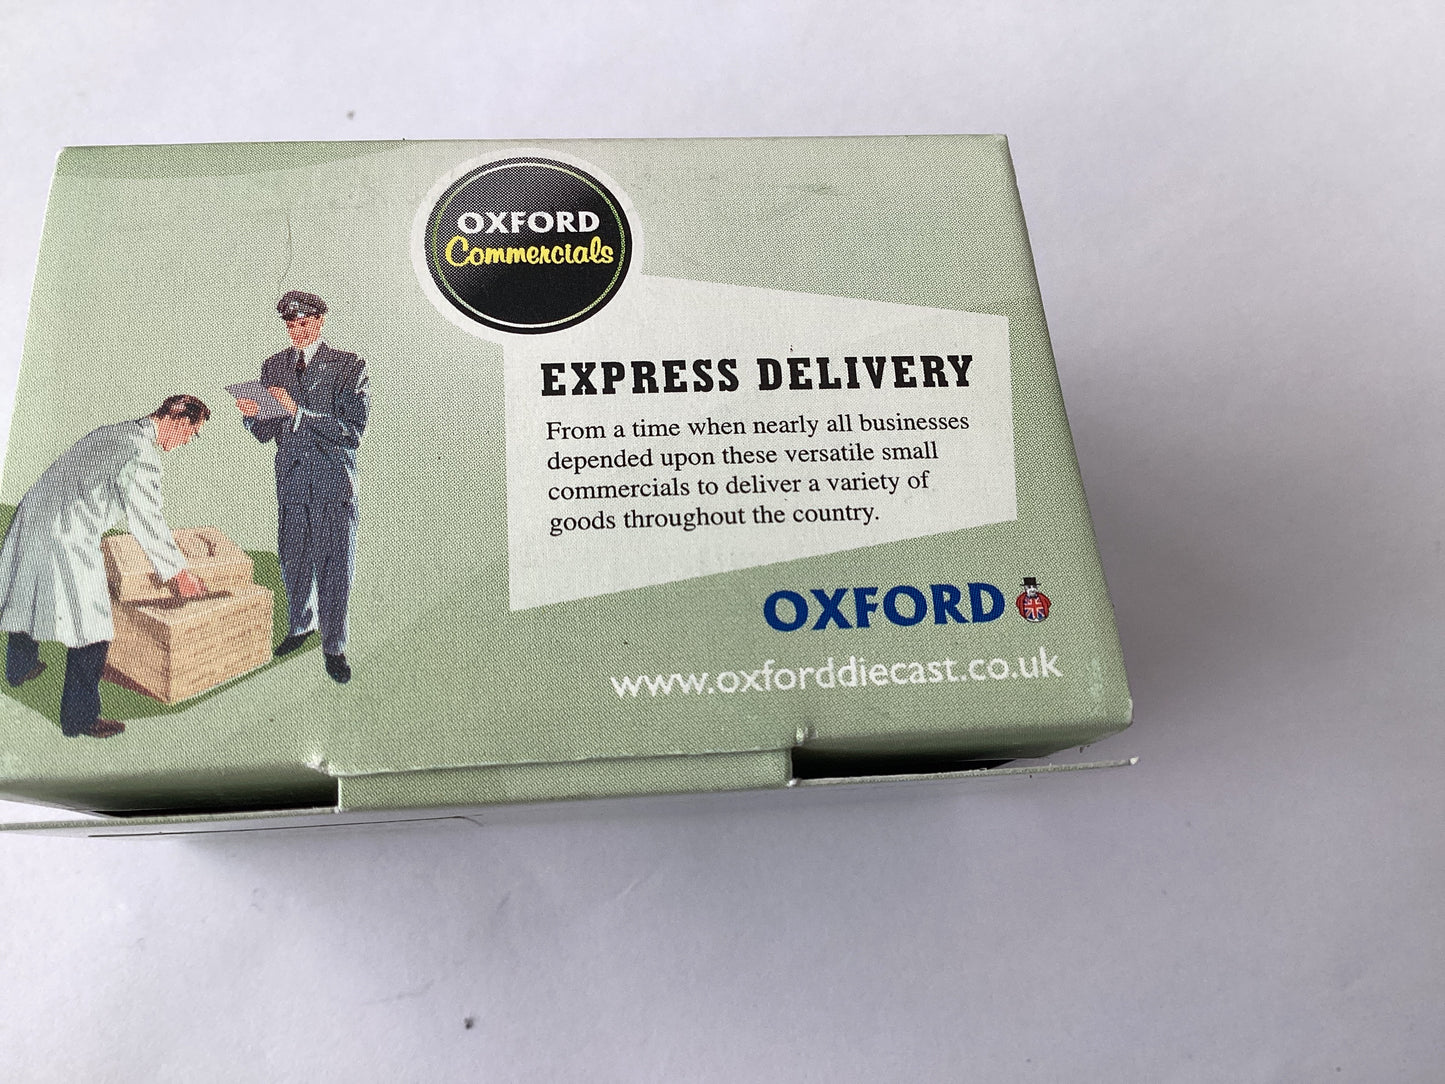 OXFORD
Commercials
EXPRESS DELIVERY
From a time when nearly all businesses
depended upon these versatile small
commercials to deliver a variety of
goods throughout the country.
OXFORD
www.oxforddiecast.co.uk